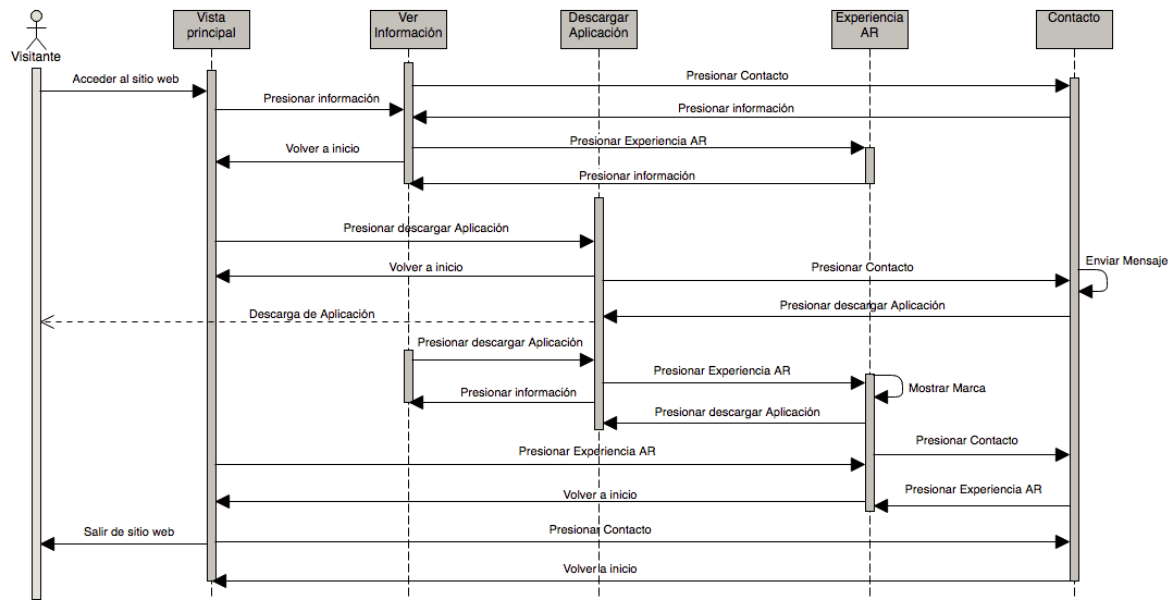 Vista
principal
Ver
Información
Descargar
Aplicación
Experiencia
AR
Contacto
Visitante
Acceder al sitio web
Presionar Contacto
Presionar información
Presionar información
Presionar Experiencia AR
Volver a inicio
Presionar información
Presionar descargar Aplicación
Volver a inicio
Presionar Contacto
Enviar Mensaje
Presionar descargar Aplicación
Descarga de Aplicación
Presionar descargar Aplicación
Presionar Experiencia AR
Mostrar Marca
Presionar información
Presionar descargar Aplicación
Presionar Contacto
Presionar Experiencia AR
Presionar Experiencia AR
Volver a inicio
Salir de sitio web
Presionar Contacto
Volver a inicio